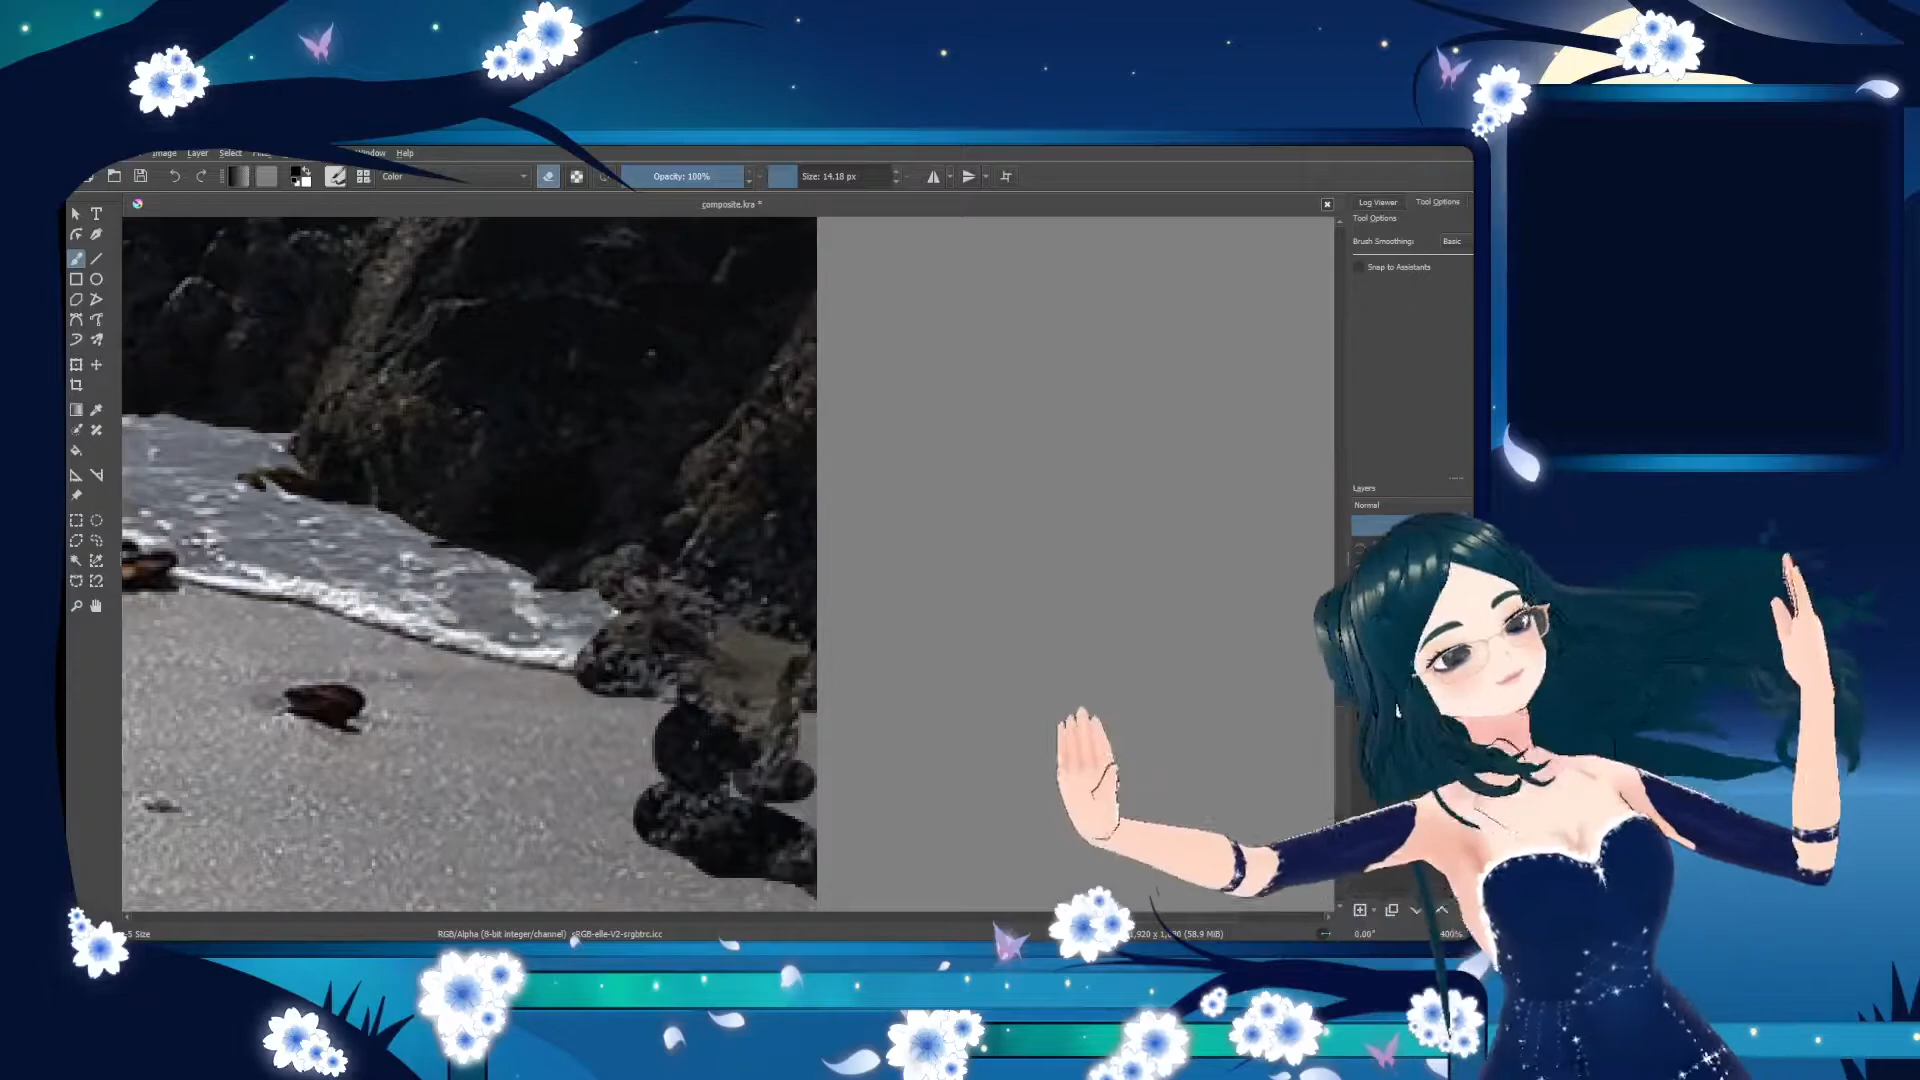 Image Layer Select Window Help
Color Opacity: 100% Size: 14.18 px
composite.kra *
Log Viewer Tool Options
Tool Options
Brush Smoothing: Basic
Snap to Assistants
Layers
Normal
RGB/Alpha (8-bit integer/channel) sRGB-elle-V2-srgbtrc.icc
(58.9 MiB)
0.00°
400%